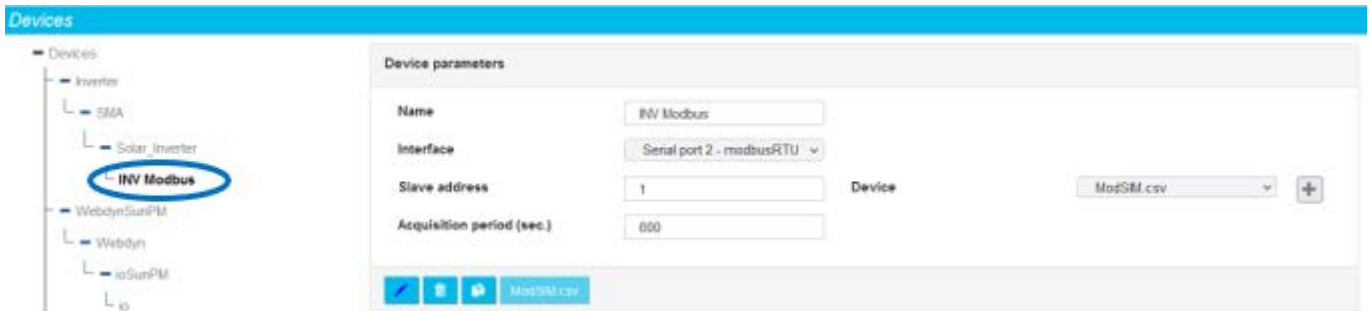 Devices
Devices
Inverter
SMA
Solar_Inverter
INV Modbus
WebdynSunPM
Webdyn
ioSunPM
io
Device parameters
Name INV Modbus
Interface Serial port 2 - modbusRTU
Slave address 1 Device ModSIM.csv
Acquisition period (sec.) 600
ModSIM.csv